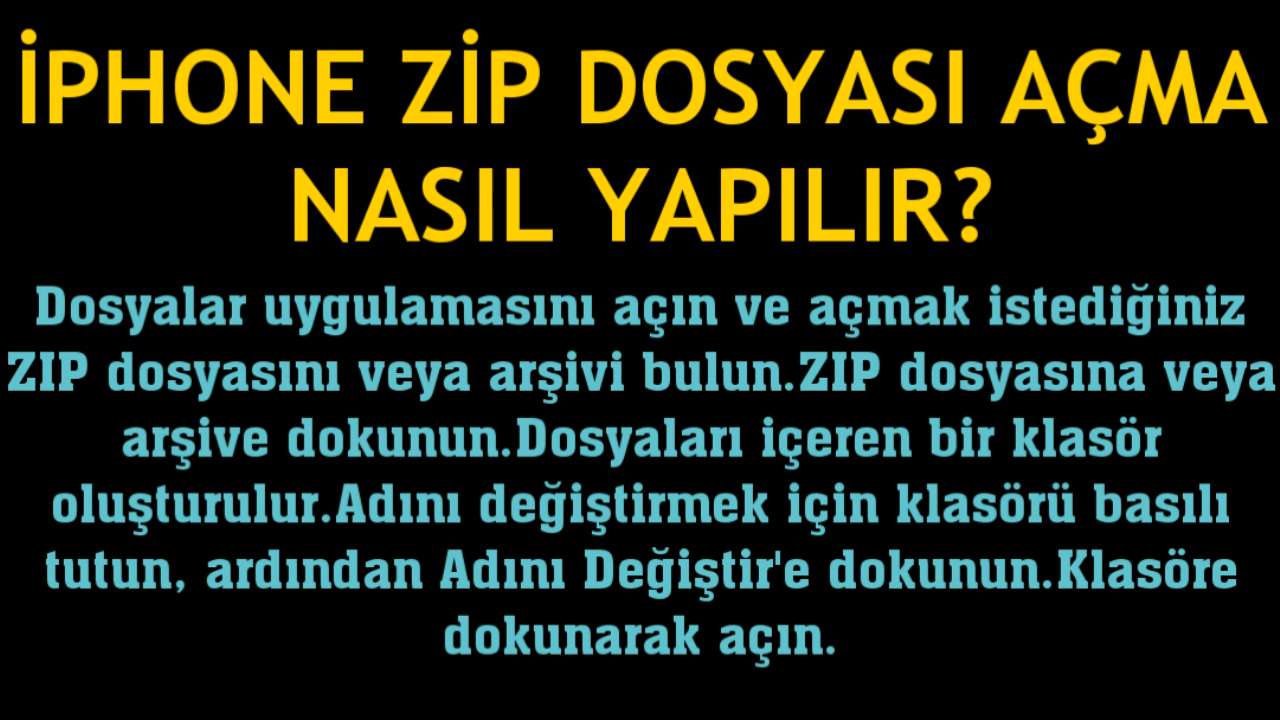 İPHONE ZİP DOSYASI AÇMA
NASIL YAPILIR?
Dosyalar uygulamasını açın ve açmak istediğiniz
ZIP dosyasını veya arşivi bulun.ZIP dosyasına veya
arşive dokunun.Dosyaları içeren bir klasör
oluşturulur.Adını değiştirmek için klasörü basılı
tutun, ardından Adını Değiştir'e dokunun.Klasöre
dokunarak açın.